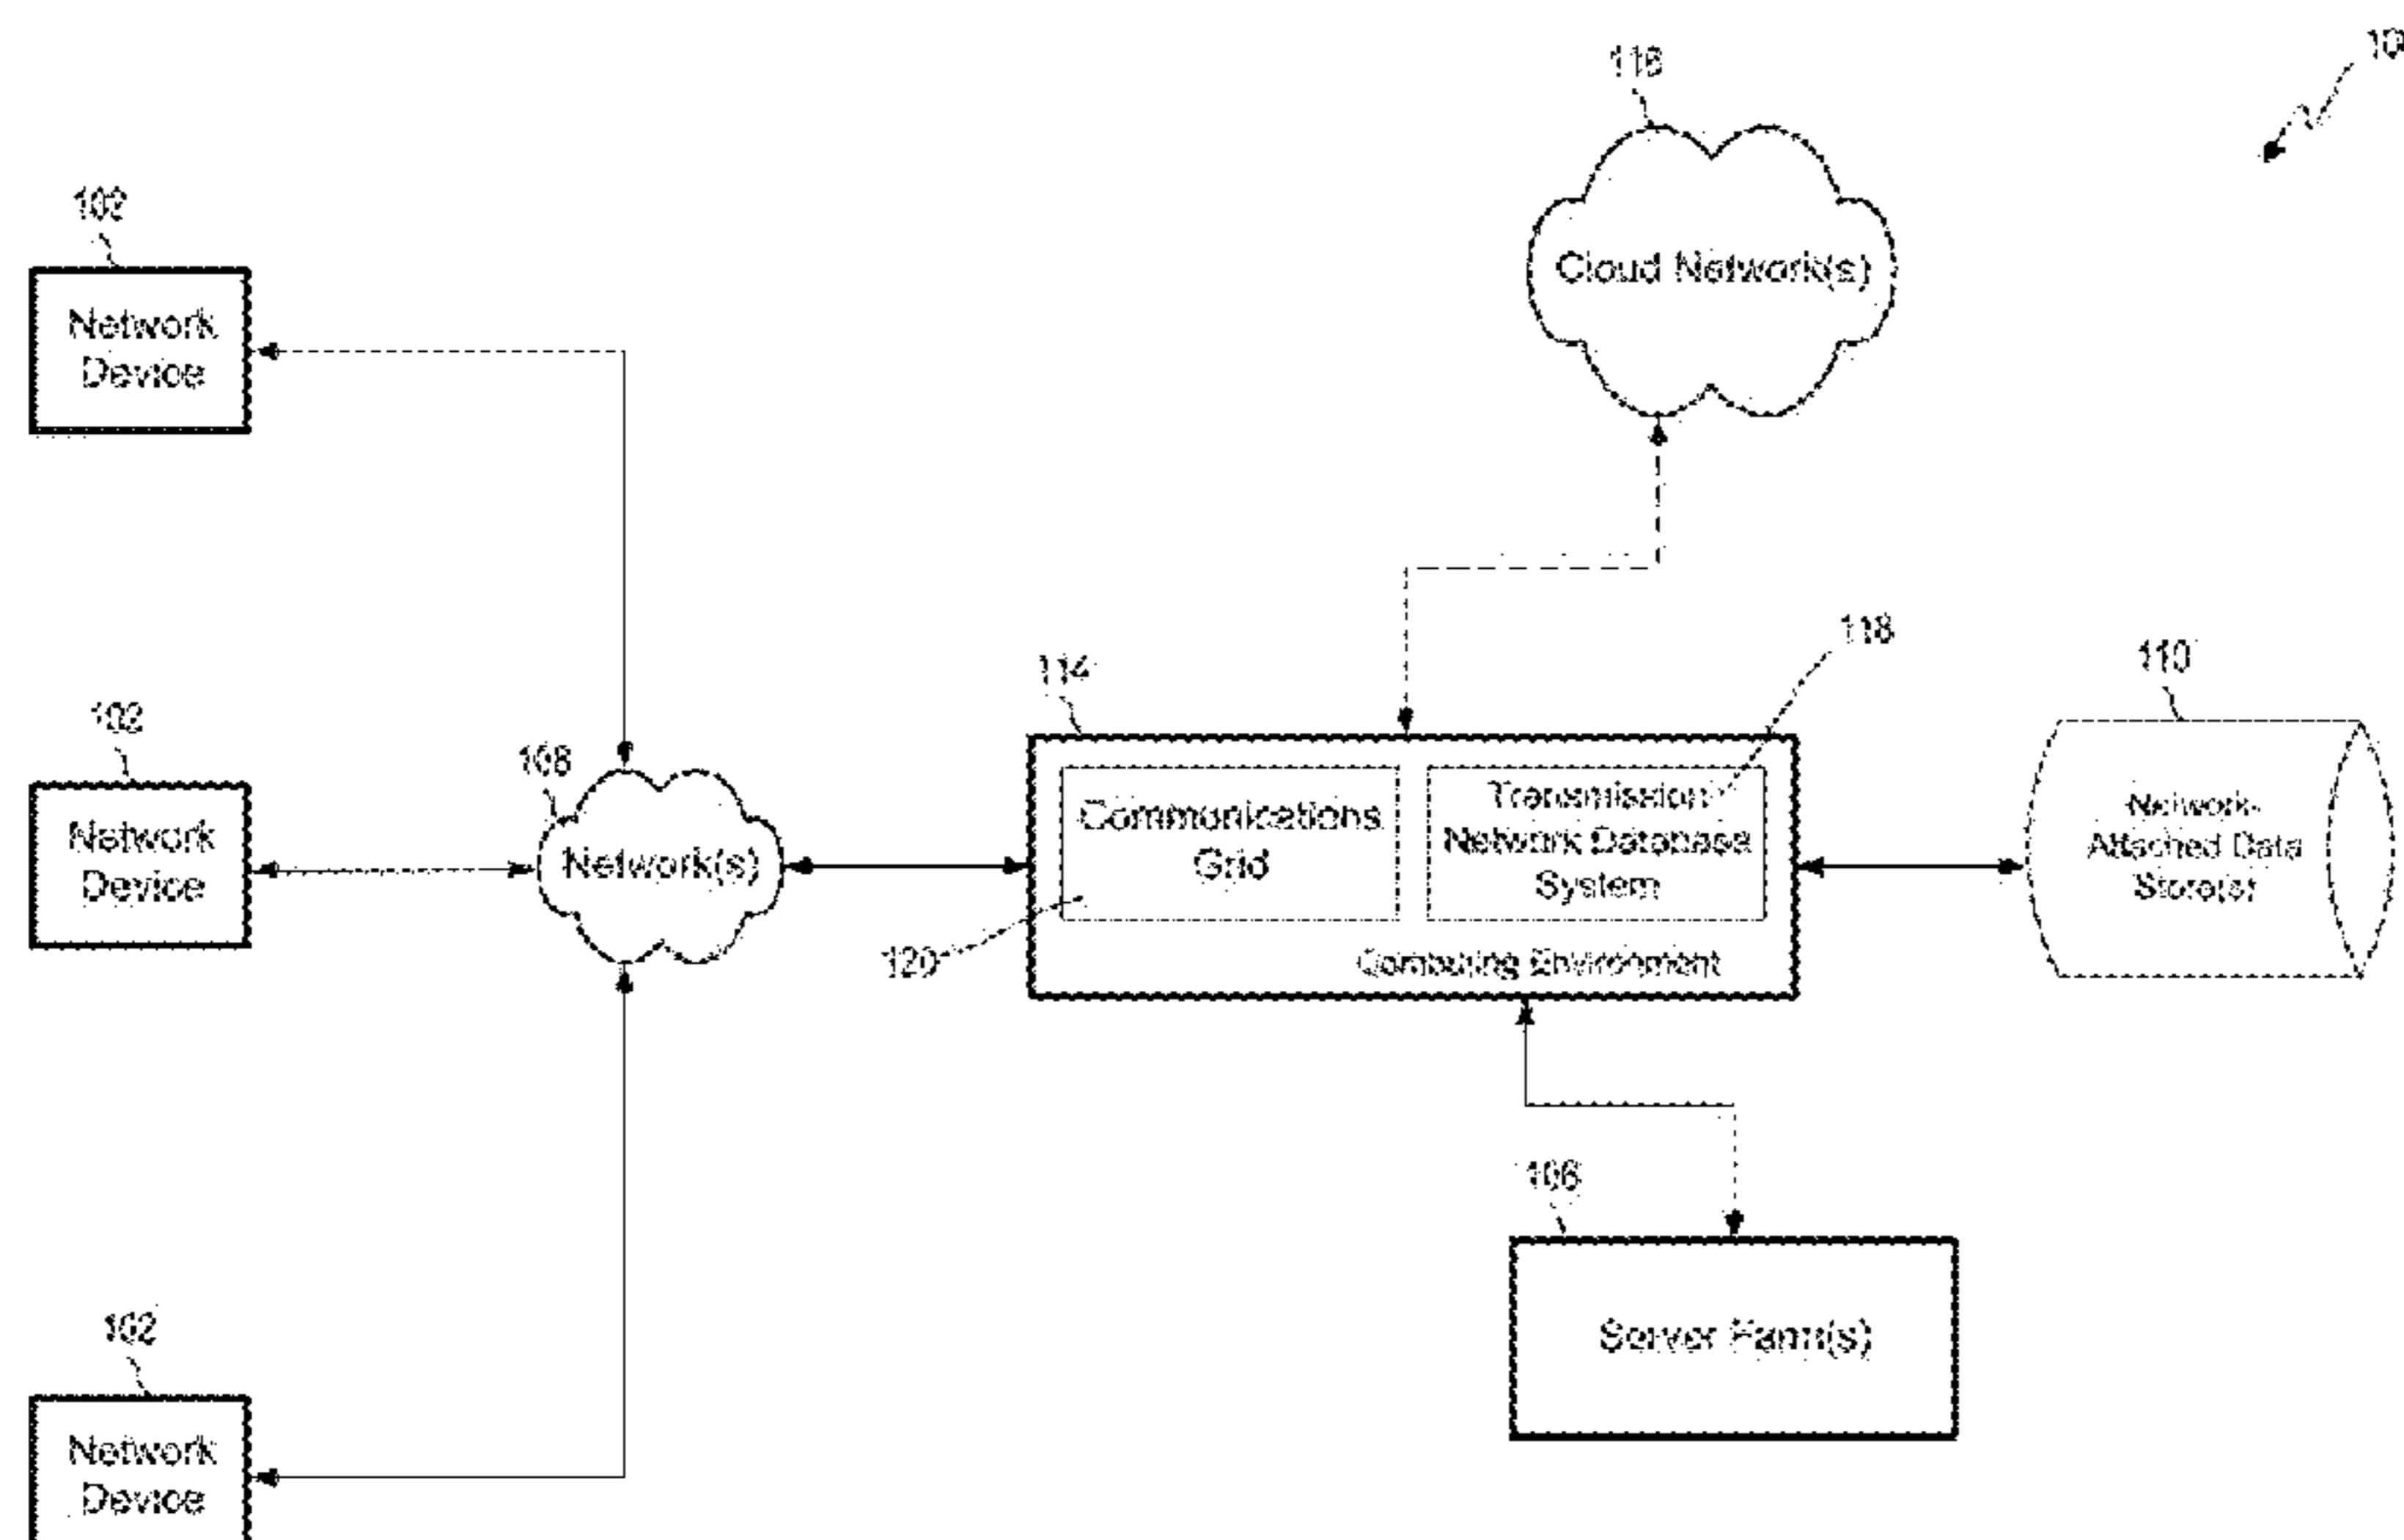 116
102
Network
Device
Cloud Network(s)
102
Network
Device
108
Network(s)
114
118
110
Communications
Grid
Transmission
Network Database
System
120
Computing Environment
Network-
Attached Data
Store(s)
106
Server Farm(s)
102
Network
Device